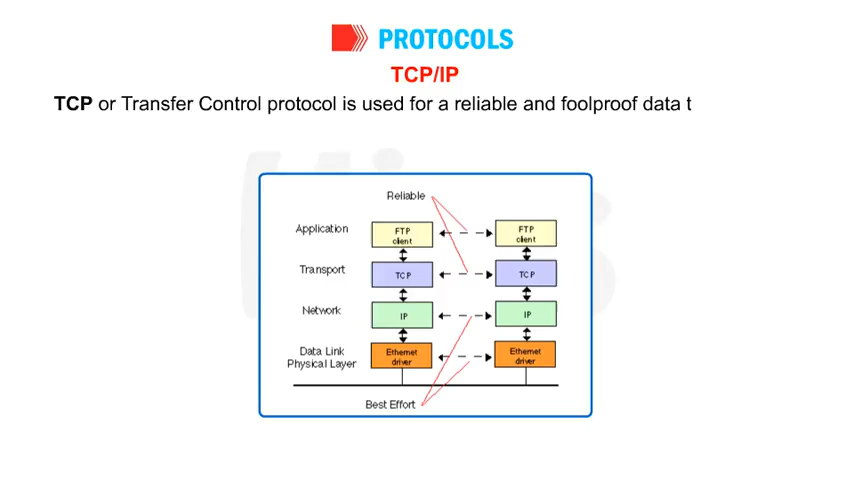 PROTOCOLS
TCP/IP
TCP or Transfer Control protocol is used for a reliable and foolproof data t
Reliable
Application
FTP
client
FTP
client
Transport
TCP
TCP
Network
IP
IP
Data Link
Physical Layer
Ethernet
driver
Ethernet
driver
Best Effort